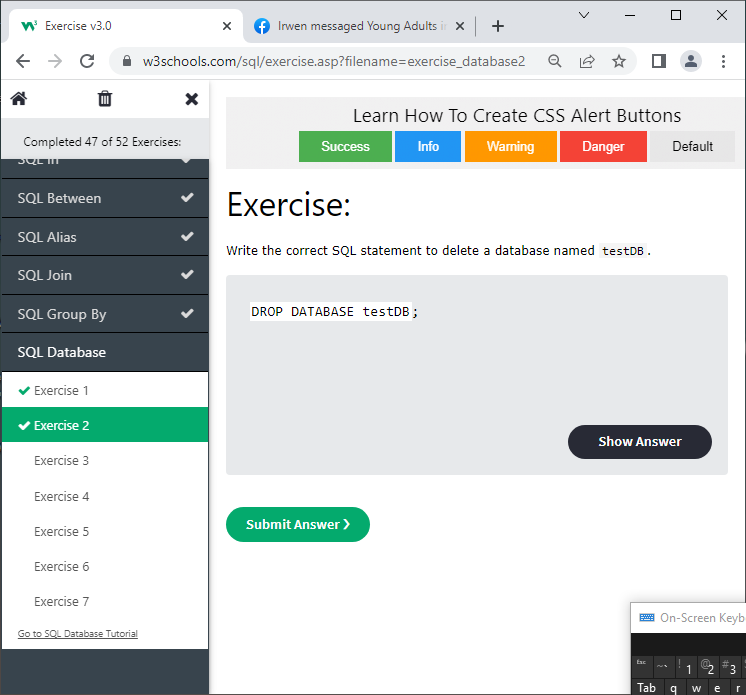 Exercise v3.0
Irwen messaged Young Adults in
w3schools.com/sql/exercise.asp?filename=exercise_database2
Completed 47 of 52 Exercises:
SQL In
SQL Between
SQL Alias
SQL Join
SQL Group By
SQL Database
Exercise 1
Exercise 2
Exercise 3
Exercise 4
Exercise 5
Exercise 6
Exercise 7
Go to SQL Database Tutorial
Learn How To Create CSS Alert Buttons
Success Info Warning Danger Default
Exercise:
Write the correct SQL statement to delete a database named testDB.
DROP DATABASE testDB;
Show Answer
Submit Answer ❯
On-Screen Keyb
Esc ~ ` ! 1 @ 2 # 3
Tab q w e r